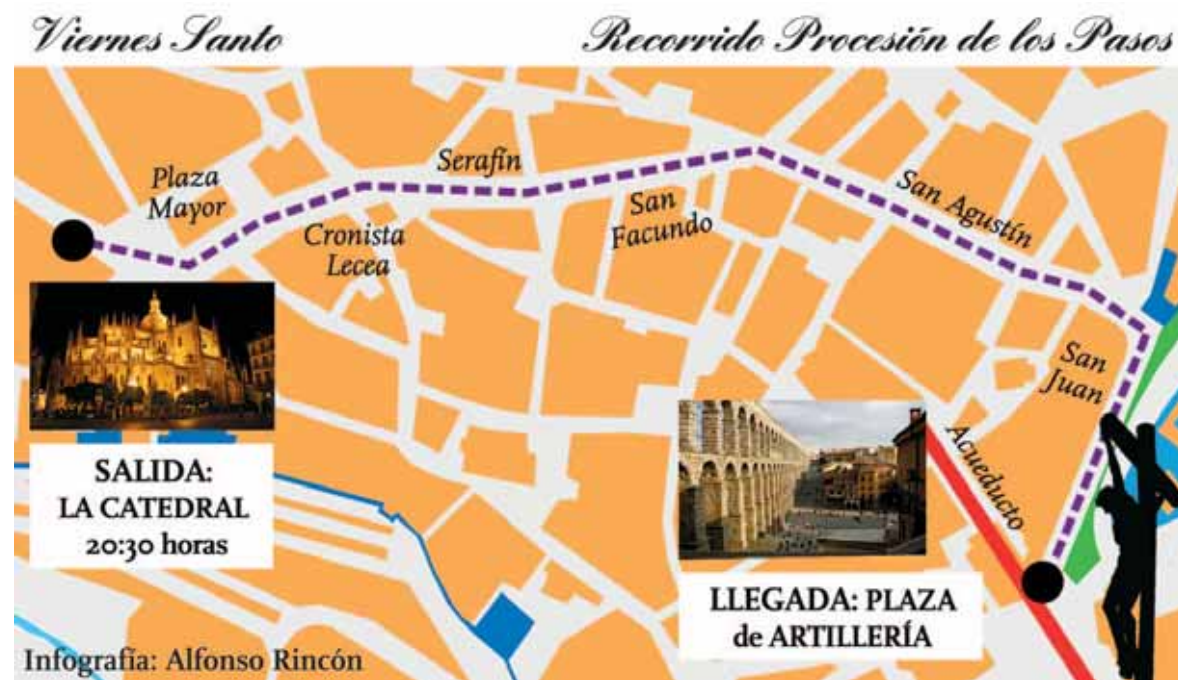 Viernes Santo
Recorrido Procesión de los Pasos
Plaza
Mayor
Cronista
Lecea
Serafín
San
Facundo
San Agustín
San
Juan
Acueducto
SALIDA:
LA CATEDRAL
20:30 horas
LLEGADA: PLAZA
de ARTILLERÍA
Infografía: Alfonso Rincón